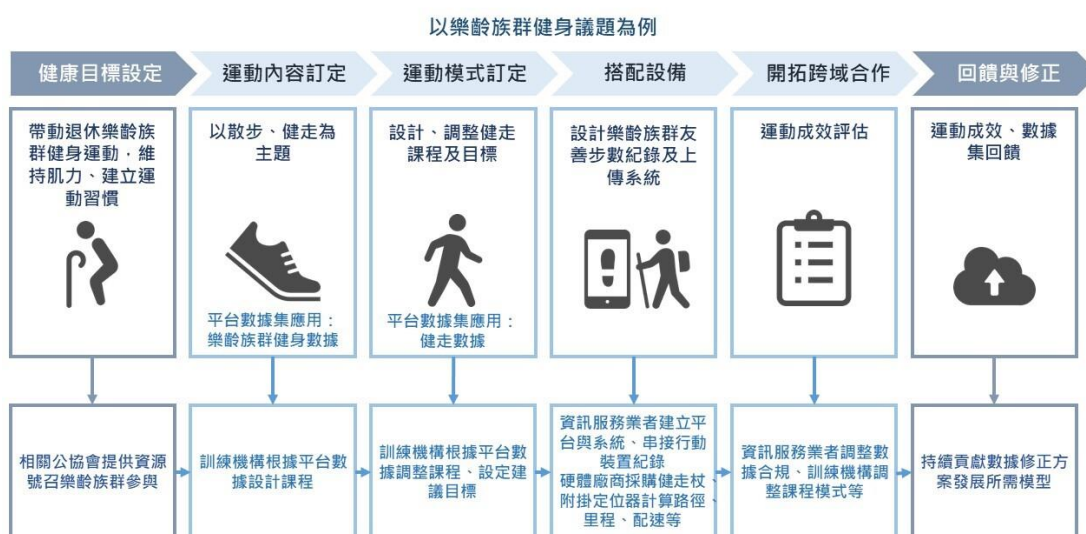 以樂齡族群健身議題為例
健康目標設定
運動內容訂定
運動模式訂定
搭配設備
開拓跨域合作
回饋與修正
帶動退休樂齡族
群健身運動，維
持肌力、建立運
動習慣
以散步、健走為
主題
平台數據集應用：
樂齡族群健身數據
設計、調整健走
課程及目標
平台數據集應用：
健走數據
設計樂齡族群友
善步數紀錄及上
傳系統
運動成效評估
運動成效、數據
集回饋
相關公協會提供資源
號召樂齡族群參與
訓練機構根據平台數
據設計課程
訓練機構根據平台數
據調整課程、設定建
議目標
資訊服務業者建立平
台與系統、串接行動
裝置紀錄
硬體廠商採購健走杖、
附掛定位器計算路徑、
里程、配速等
資訊服務業者調整數
據合規、訓練機構調
整課程模式等
持續貢獻數據修正方
案發展所需模型